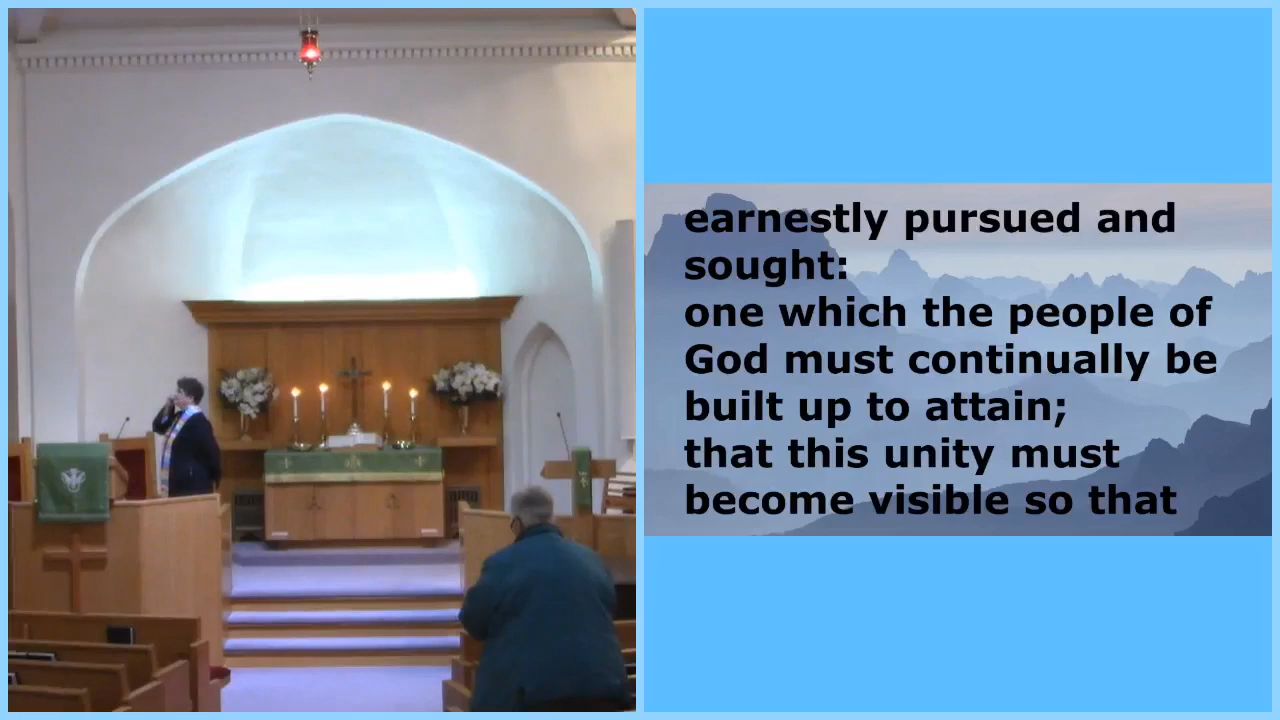 earnestly pursued and
sought:
one which the people of
God must continually be
built up to attain;
that this unity must
become visible so that